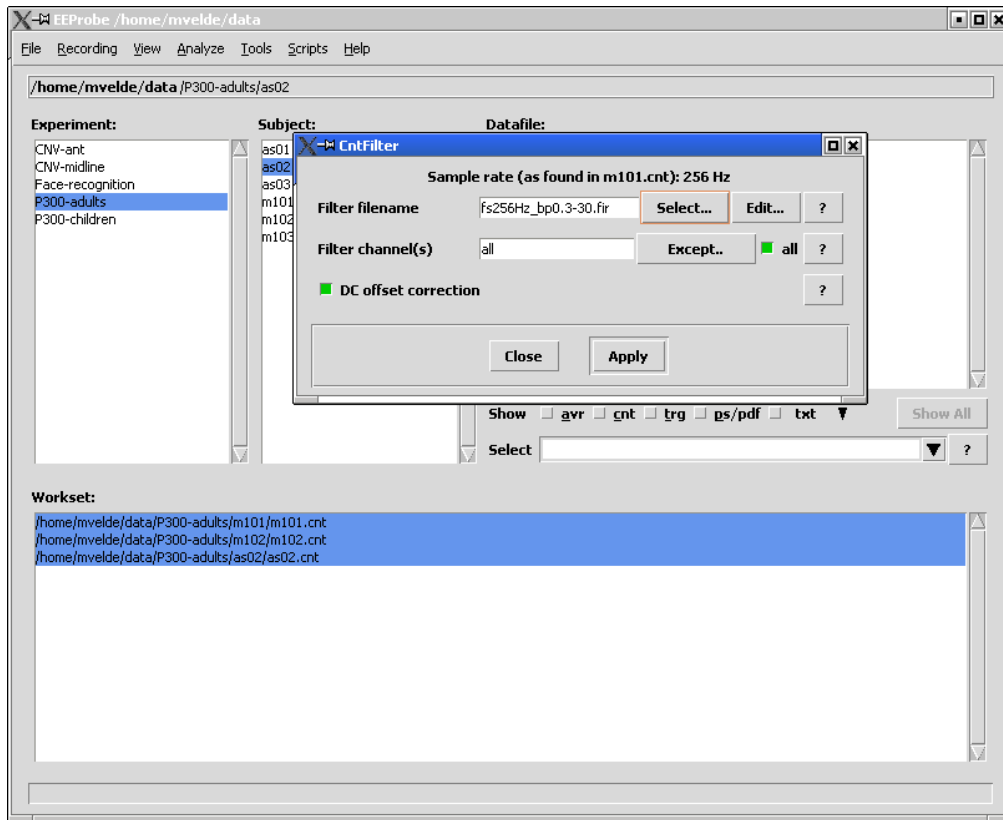 EEProbe /home/mvelde/data
File Recording View Analyze Tools Scripts Help
/home/mvelde/data/P300-adults/as02
Experiment:
CNV-ant
CNV-midline
Face-recognition
P300-adults
P300-children
Subject:
as01
as02
as03
m101
m102
m103
Datafile:
CntFilter
Sample rate (as found in m101.cnt): 256 Hz
Filter filename fs256Hz_bp0.3-30.fir Select... Edit... ?
Filter channel(s) all Except.. all ?
DC offset correction ?
Close Apply
Show avr cnt trg ps/pdf txt Show All
Select ?
Workset:
/home/mvelde/data/P300-adults/m101/m101.cnt
/home/mvelde/data/P300-adults/m102/m102.cnt
/home/mvelde/data/P300-adults/as02/as02.cnt